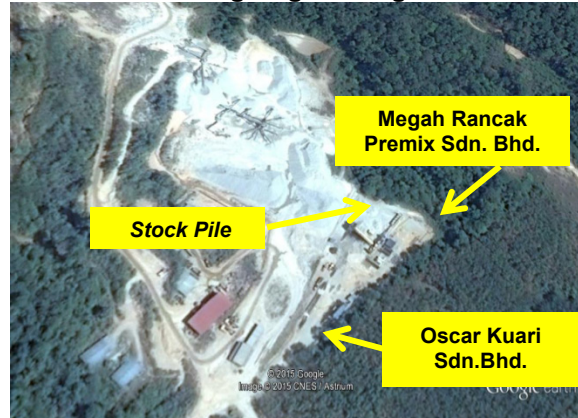 Megah Rancak
Premix Sdn. Bhd.
Stock Pile
Oscar Kuari
Sdn.Bhd.
© 2015 Google
Image © 2015 CNES / Astrium
Google earth